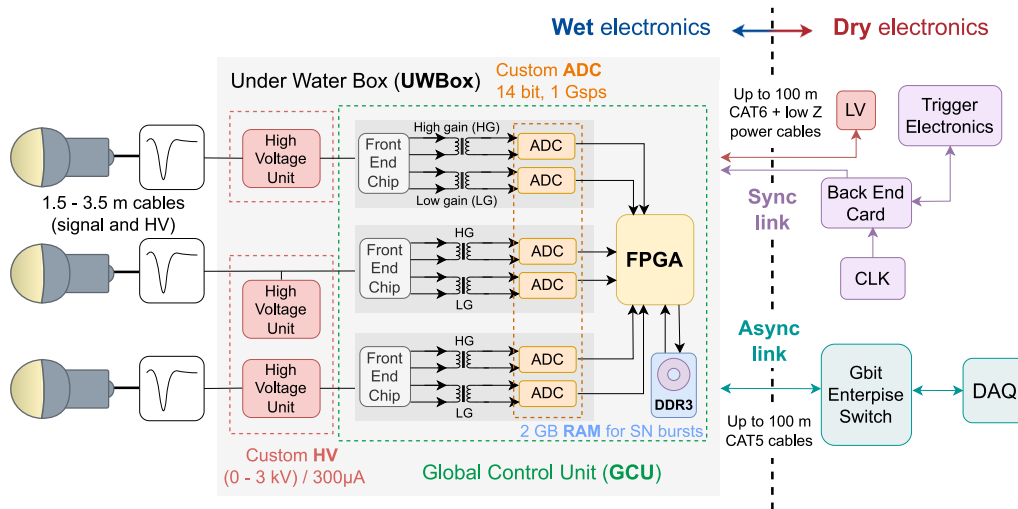 Wet electronics
Dry electronics
Under Water Box (UWBox)
Custom ADC
14 bit, 1 Gsps
Up to 100 m
CAT6 + low Z
power cables
LV
Trigger
Electronics
High
Voltage
Unit
Front
End
Chip
High gain (HG)
Low gain (LG)
ADC
ADC
1.5 - 3.5 m cables
(signal and HV)
Sync
link
Back End
Card
CLK
High
Voltage
Unit
Front
End
Chip
HG
LG
ADC
ADC
FPGA
High
Voltage
Unit
Front
End
Chip
HG
LG
ADC
ADC
DDR3
2 GB RAM for SN bursts
Async
link
Gbit
Enterpise
Switch
DAQ
Up to 100 m
CAT5 cables
Custom HV
(0 - 3 kV) / 300µA
Global Control Unit (GCU)